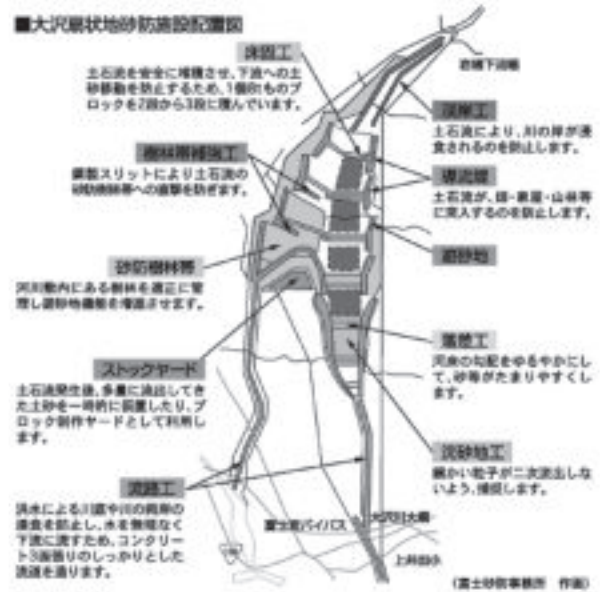 ■大沢扇状地砂防施設配置図
床固工
土石流を安全に堆積させ、下流への土
砂移動を防止するため、1個8tものブ
ロックを2段から3段に積んでいます。
樹林帯補強工
鋼製スリットにより土石流の
砂防樹林帯への直撃を防ぎます。
砂防樹林帯
河川敷内にある樹林を適正に管
理し遊砂地機能を増進させます。
ストックヤード
土石流発生後、多量に流出してき
た土砂を一時的に仮置したり、ブ
ロック制作ヤードとして利用し
ます。
流路工
洪水による川底や川の両岸の
浸食を防止し、水を無理なく
下流に流すため、コンクリー
ト3面張りのしっかりとした
流道を造ります。
岩樋下遊橋
護岸工
土石流により、川の岸が浸
食されるのを防止します。
導流堤
土石流が、畑・家屋・山林等
に突入するのを防止します。
遊砂地
落差工
河床の勾配をゆるやかにし
て、砂等がたまりやすくし
ます。
沈砂地工
細かい粒子が二次流出しな
いよう、捕捉します。
富士宮バイパス
大沢川大橋
上井出小
(富士砂防事務所 作画)